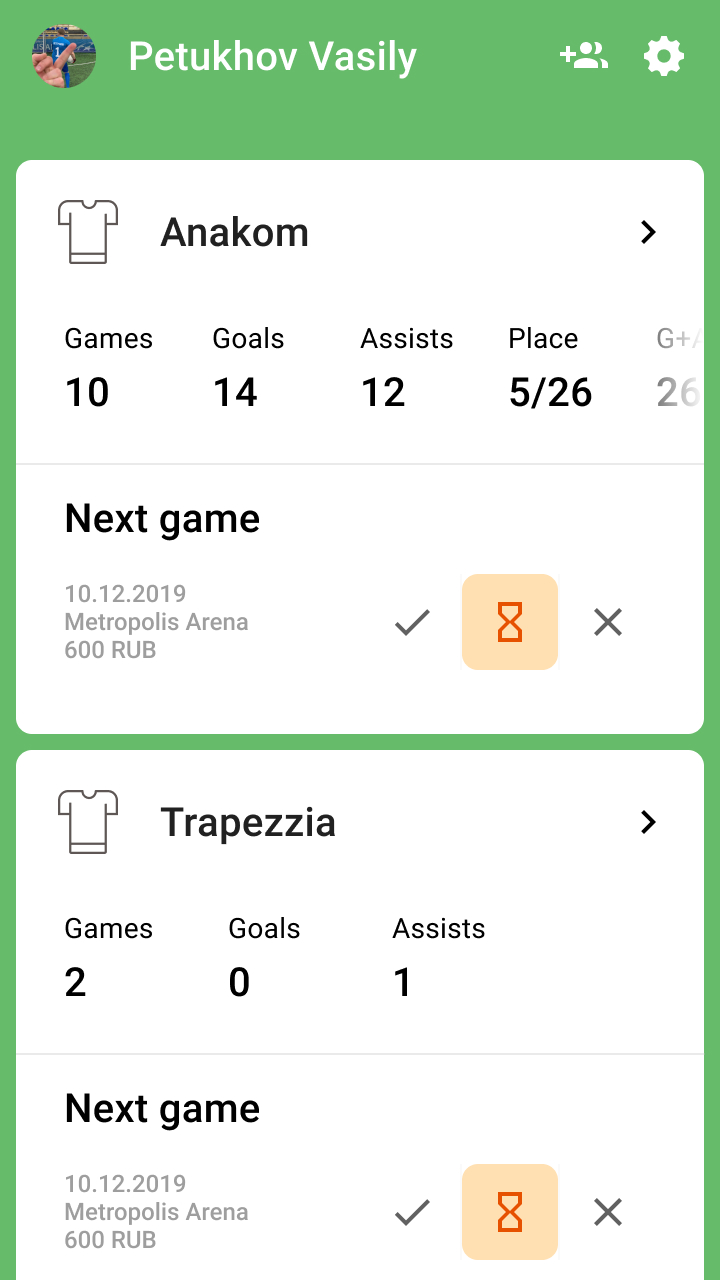 Petukhov Vasily
Anakom
Games Goals Assists Place G+
10 14 12 5/26 26
Next game
10.12.2019
Metropolis Arena
600 RUB
Trapezzia
Games Goals Assists
2 0 1
Next game
10.12.2019
Metropolis Arena
600 RUB